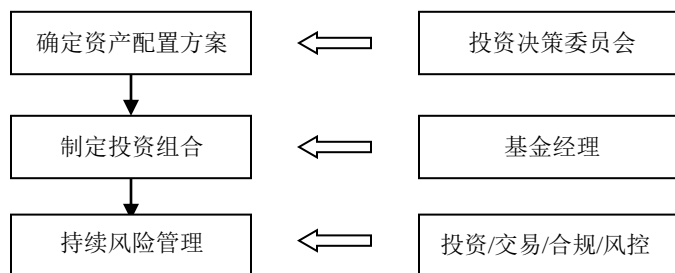 确定资产配置方案
投资决策委员会
制定投资组合
基金经理
持续风险管理
投资/交易/合规/风控